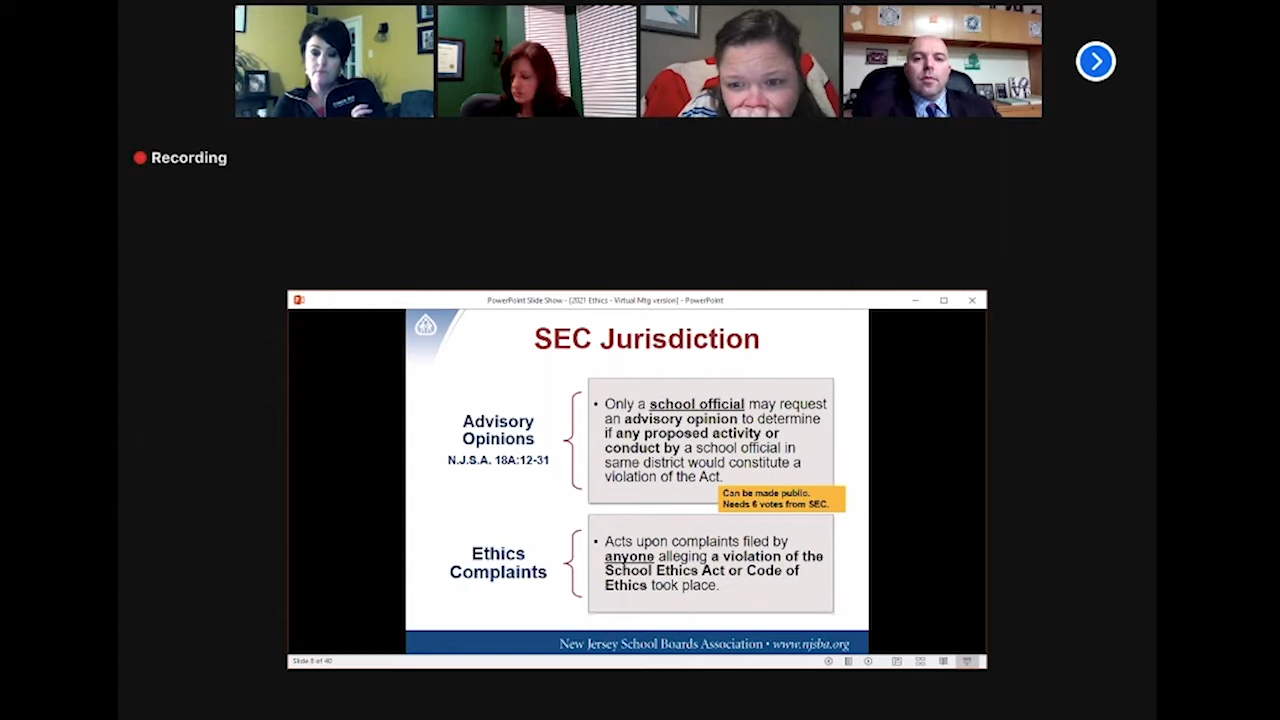 Recording
PowerPoint Slide Show - [2021 Ethics - Virtual Mtg version] - PowerPoint
SEC Jurisdiction
Advisory
Opinions
N.J.S.A. 18A:12-31
• Only a school official may request
an advisory opinion to determine
if any proposed activity or
conduct by a school official in
same district would constitute a
violation of the Act.
Can be made public.
Needs 6 votes from SEC.
Ethics
Complaints
• Acts upon complaints filed by
anyone alleging a violation of the
School Ethics Act or Code of
Ethics took place.
New Jersey School Boards Association • www.njsba.org
Slide 8 of 40